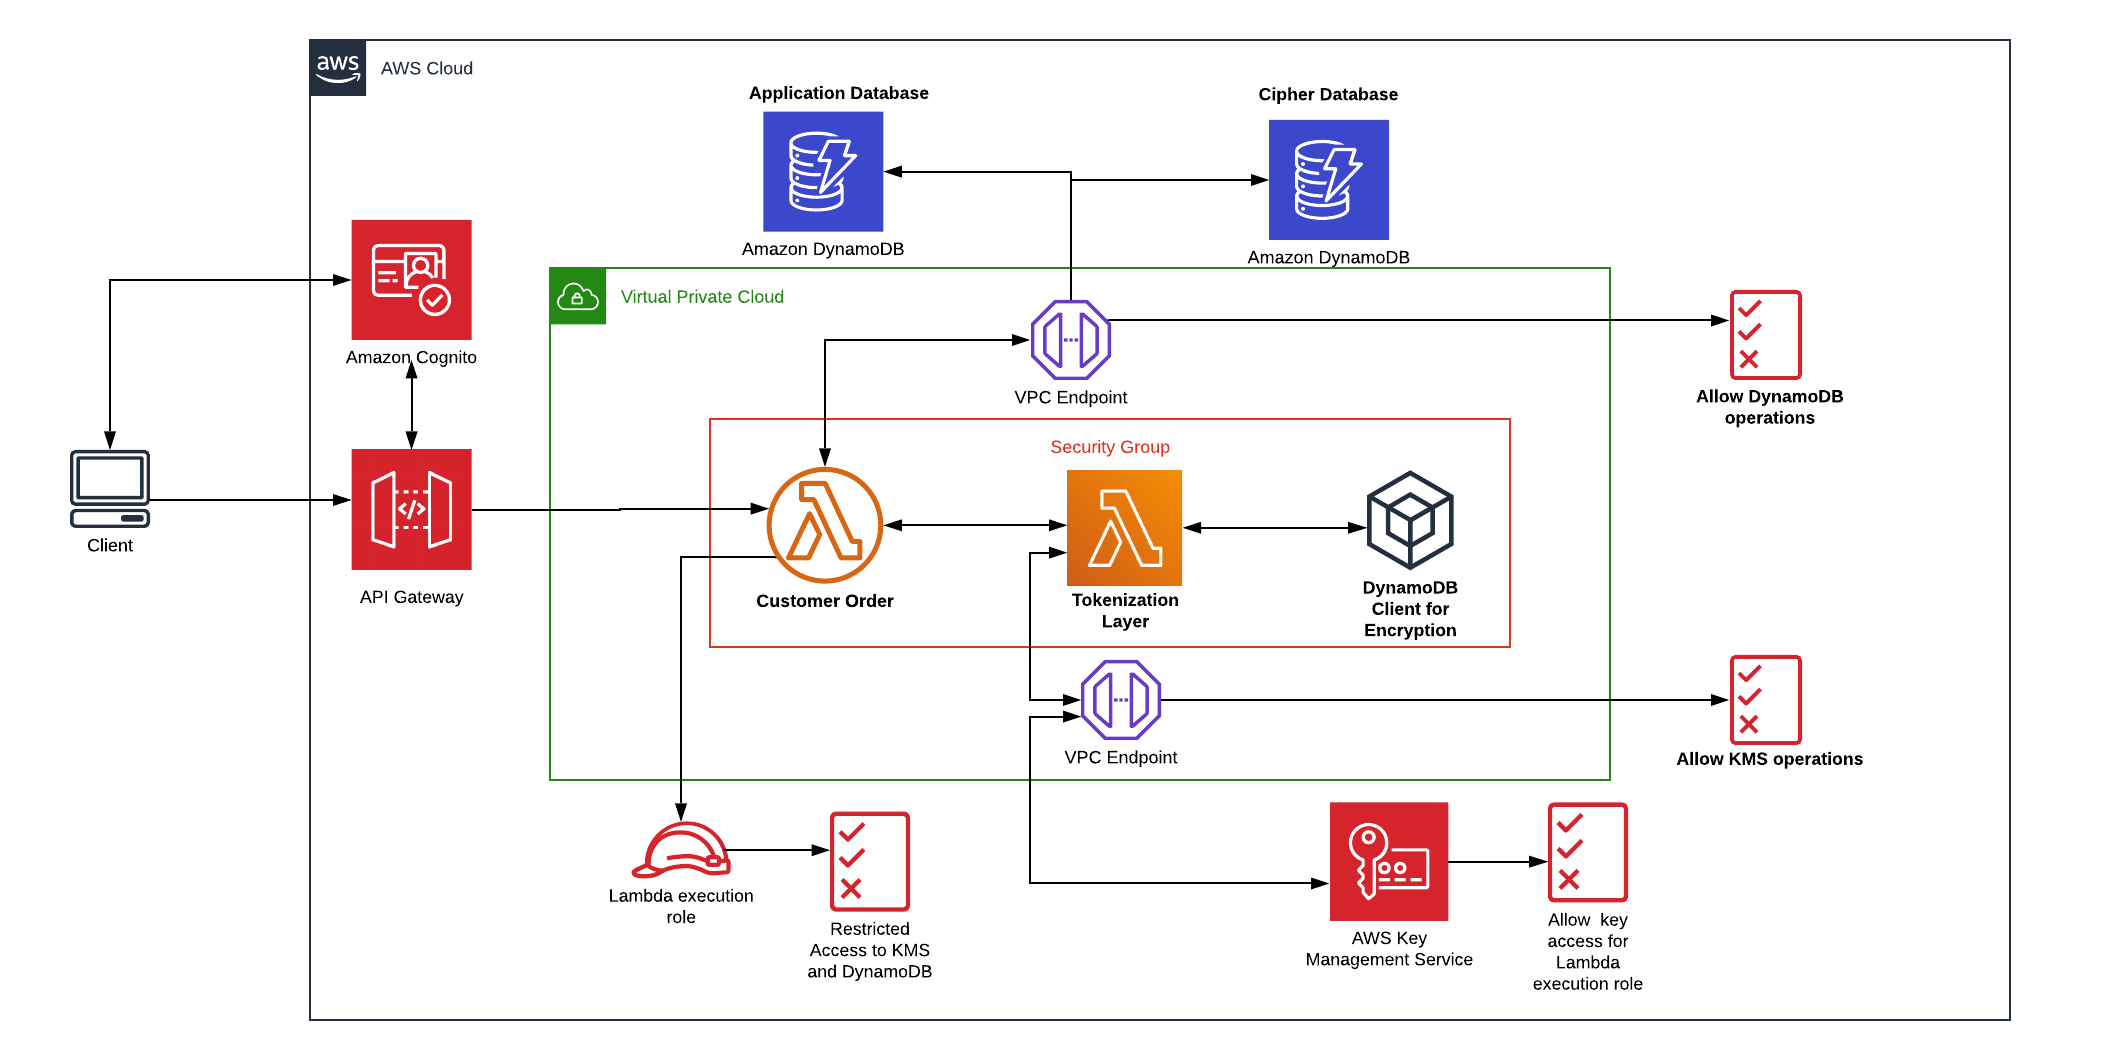 aws
AWS Cloud
Application Database
Amazon DynamoDB
Cipher Database
Amazon DynamoDB
Amazon Cognito
Virtual Private Cloud
VPC Endpoint
Allow DynamoDB
operations
Security Group
Client
</>
API Gateway
Customer Order
Tokenization
Layer
DynamoDB
Client for
Encryption
VPC Endpoint
Allow KMS operations
Lambda execution
role
Restricted
Access to KMS
and DynamoDB
AWS Key
Management Service
Allow  key
access for
Lambda
execution role